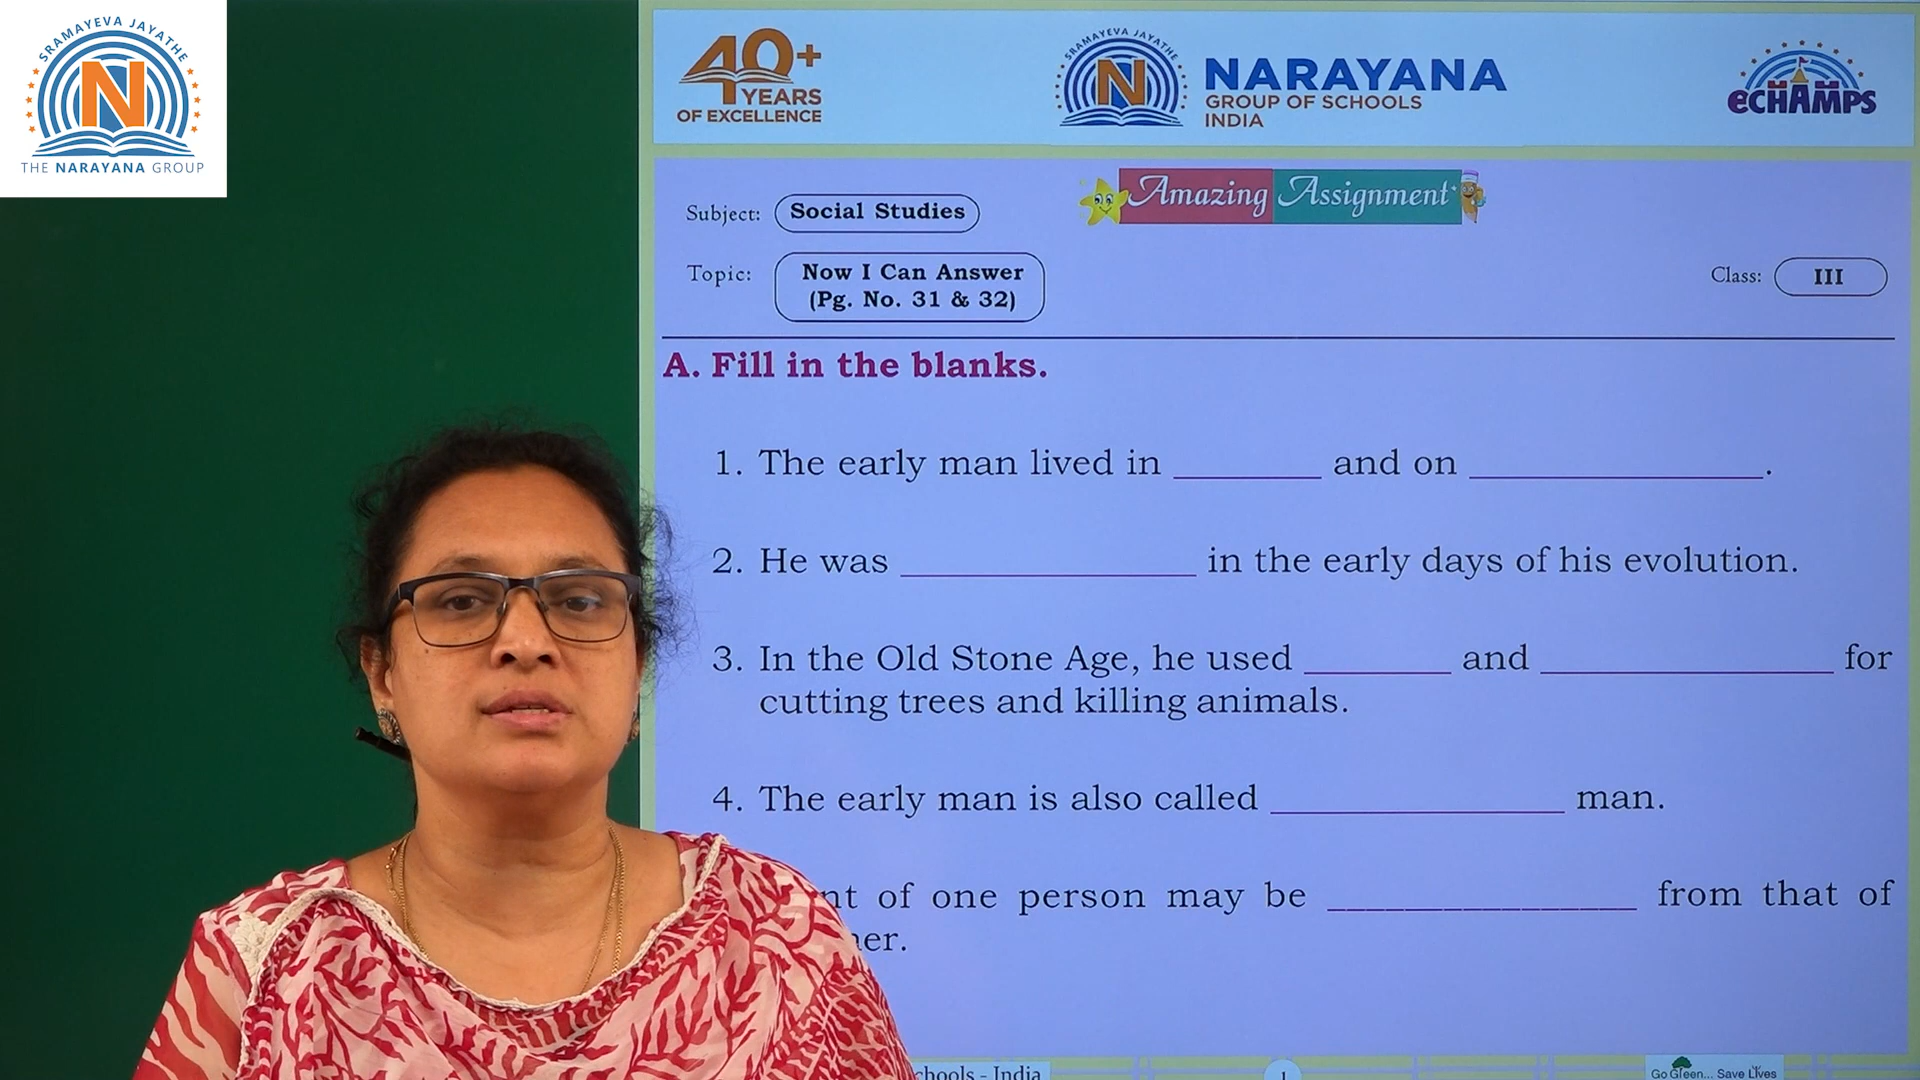 SRAMAYEVA JAYATHE
N
THE NARAYANA GROUP
40+
YEARS
OF EXCELLENCE
SRAMAYEVA JAYATHE
N
NARAYANA
GROUP OF SCHOOLS
INDIA
eCHAMPS
Amazing Assignment
Subject: Social Studies
Topic: Now I Can Answer
(Pg. No. 31 & 32)
Class: III
A. Fill in the blanks.
1. The early man lived in ________ and on ________________.
2. He was ________________ in the early days of his evolution.
3. In the Old Stone Age, he used ________ and ________________ for
cutting trees and killing animals.
4. The early man is also called ________________ man.
of one person may be ________________ from that of
- India
1
Go Green... Save Lives